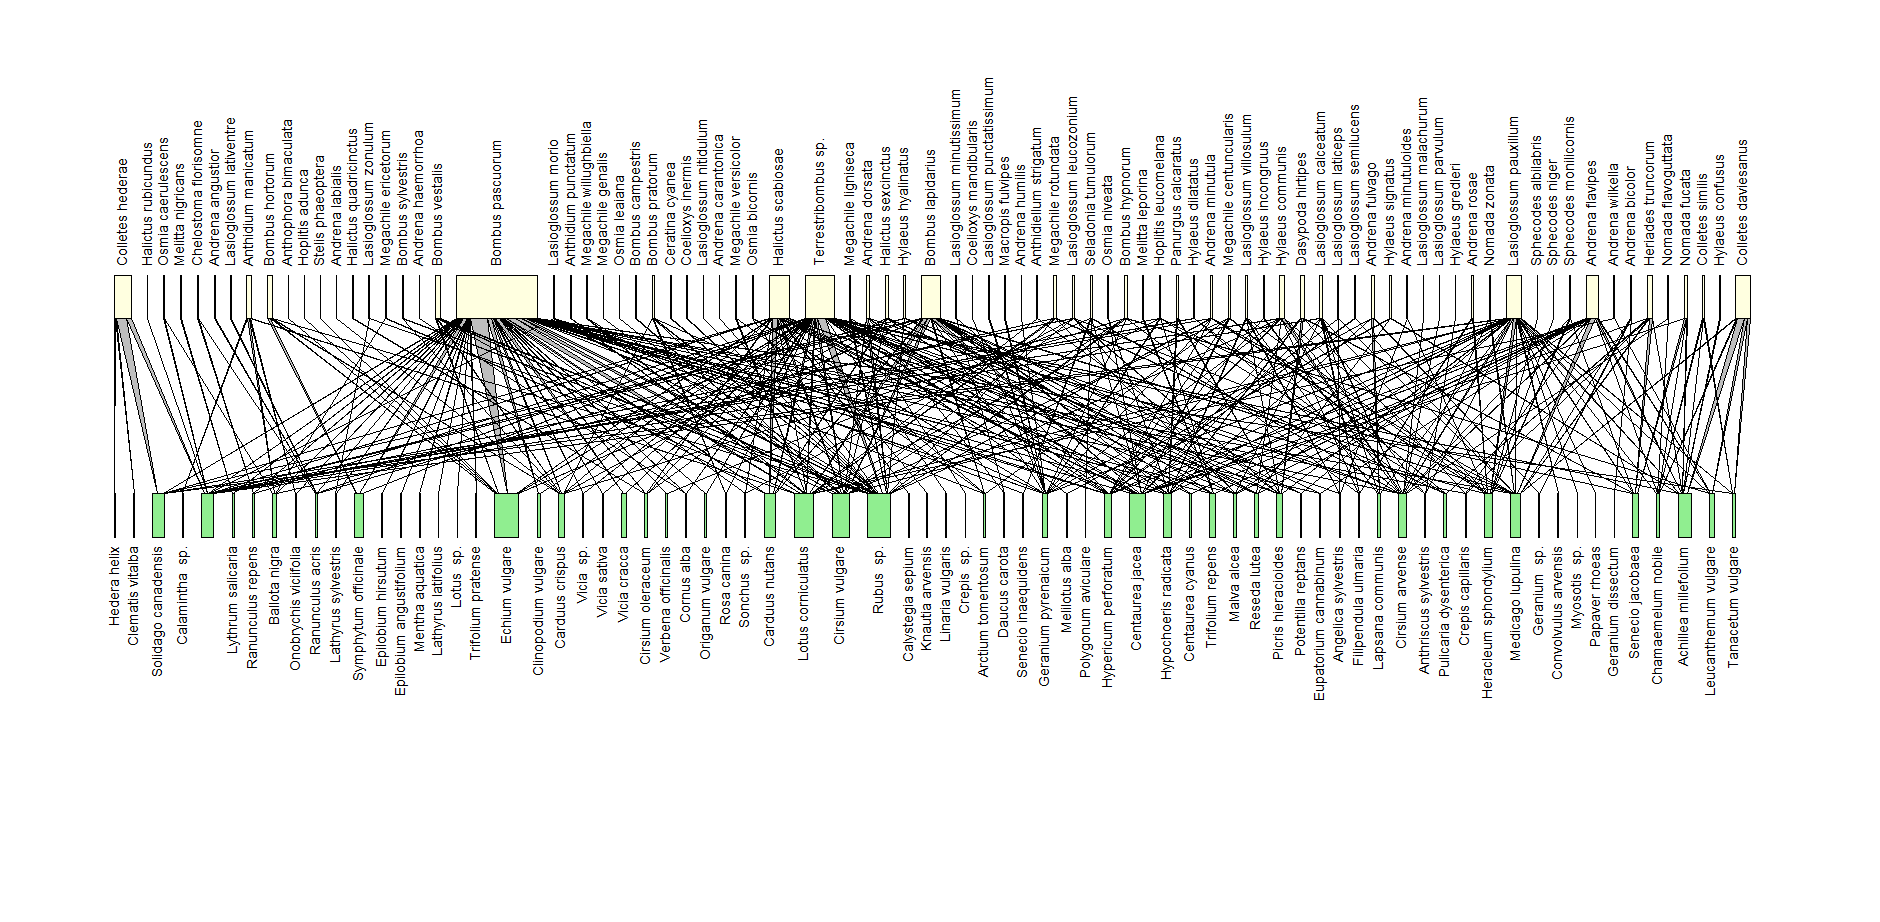 Colletes hederae
Halictus rubicundus
Osmia caerulescens
Melitta nigricans
Chelostoma florisomne
Andrena angustior
Lasioglossum lativentre
Anthidium manicatum
Bombus hortorum
Anthophora bimaculata
Hoplitis adunca
Stelis phaeoptera
Andrena labialis
Halictus quadricinctus
Lasioglossum zonulum
Megachile ericetorum
Bombus sylvestris
Andrena haemorrhoa
Bombus vestalis
Bombus pascuorum
Lasioglossum morio
Anthidium punctatum
Megachile willughbiella
Megachile genalis
Osmia leaiana
Bombus campestris
Bombus pratorum
Ceratina cyanea
Coelioxys inermis
Lasioglossum nitidulum
Andrena carantonica
Megachile versicolor
Osmia bicornis
Halictus scabiosae
Terrestribombus sp.
Megachile ligniseca
Andrena dorsata
Halictus sexcinctus
Hylaeus hyalinatus
Bombus lapidarius
Lasioglossum minutissimum
Coelioxys mandibularis
Lasioglossum punctatissimum
Macropis fulvipes
Andrena humilis
Anthidiellum strigatum
Megachile rotundata
Lasioglossum leucozonium
Seladonia tumulorum
Osmia niveata
Bombus hypnorum
Melitta leporina
Hoplitis leucomelana
Panurgus calcaratus
Hylaeus dilatatus
Andrena minutula
Megachile centuncularis
Lasioglossum villosulum
Hylaeus incongruus
Hylaeus communis
Dasypoda hirtipes
Lasioglossum calceatum
Lasioglossum laticeps
Lasioglossum semilucens
Andrena fulvago
Hylaeus signatus
Andrena minutuloides
Lasioglossum malachurum
Lasioglossum parvulum
Hylaeus gredleri
Andrena rosae
Nomada zonata
Lasioglossum pauxillum
Sphecodes albilabris
Sphecodes niger
Sphecodes monilicornis
Andrena flavipes
Andrena wilkella
Andrena bicolor
Heriades truncorum
Nomada flavoguttata
Nomada fucata
Colletes similis
Hylaeus confusus
Colletes daviesanus
Hedera helix
Clematis vitalba
Solidago canadensis
Calamintha sp.
Lythrum salicaria
Ranunculus repens
Ballota nigra
Onobrychis viciifolia
Ranunculus acris
Lathyrus sylvestris
Symphytum officinale
Epilobium hirsutum
Epilobium angustifolium
Mentha aquatica
Lathyrus latifolius
Lotus sp.
Trifolium pratense
Echium vulgare
Clinopodium vulgare
Carduus crispus
Vicia sp.
Vicia sativa
Vicia cracca
Cirsium oleraceum
Verbena officinalis
Cornus alba
Origanum vulgare
Rosa canina
Sonchus sp.
Carduus nutans
Lotus corniculatus
Cirsium vulgare
Rubus sp.
Calystegia sepium
Knautia arvensis
Linaria vulgaris
Crepis sp.
Arctium tomentosum
Daucus carota
Senecio inaequidens
Geranium pyrenaicum
Melilotus alba
Polygonum aviculare
Hypericum perforatum
Centaurea jacea
Hypochoeris radicata
Centaurea cyanus
Trifolium repens
Malva alcea
Reseda lutea
Picris hieracioides
Potentilla reptans
Eupatorium cannabinum
Angelica sylvestris
Filipendula ulmaria
Lapsana communis
Cirsium arvense
Anthriscus sylvestris
Pulicaria dysenterica
Crepis capillaris
Heracleum sphondylium
Medicago lupulina
Geranium sp.
Convolvulus arvensis
Myosotis sp.
Papaver rhoeas
Geranium dissectum
Senecio jacobaea
Chamaemelum nobile
Achillea millefolium
Leucanthemum vulgare
Tanacetum vulgare